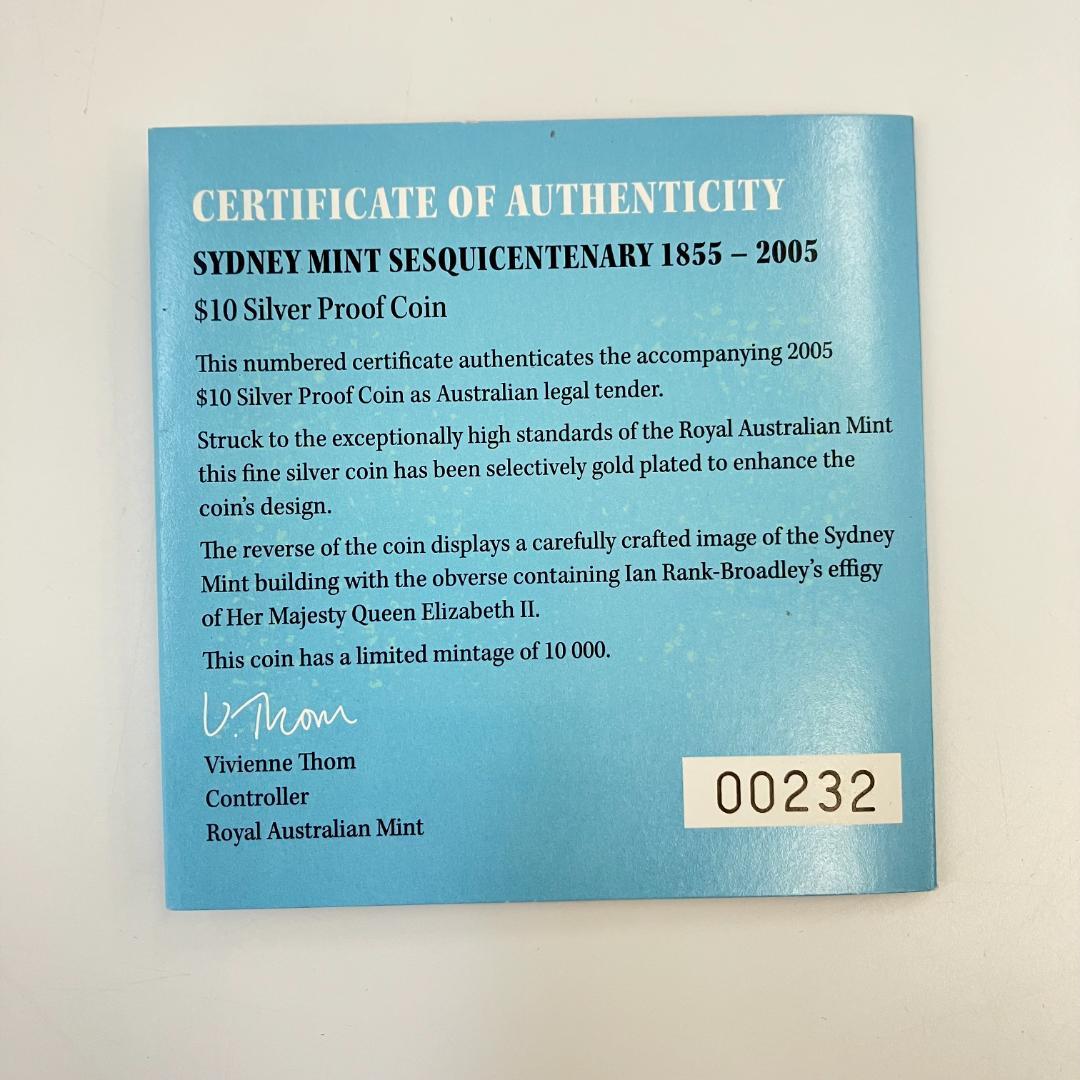 CERTIFICATE OF AUTHENTICITY
SYDNEY MINT SESQUICENTENARY 1855 – 2005
$10 Silver Proof Coin
This numbered certificate authenticates the accompanying 2005
$10 Silver Proof Coin as Australian legal tender.
Struck to the exceptionally high standards of the Royal Australian Mint
this fine silver coin has been selectively gold plated to enhance the
coin's design.
The reverse of the coin displays a carefully crafted image of the Sydney
Mint building with the obverse containing Ian Rank-Broadley's effigy
of Her Majesty Queen Elizabeth II.
This coin has a limited mintage of 10 000.
V. Thom
Vivienne Thom
Controller
Royal Australian Mint
00232